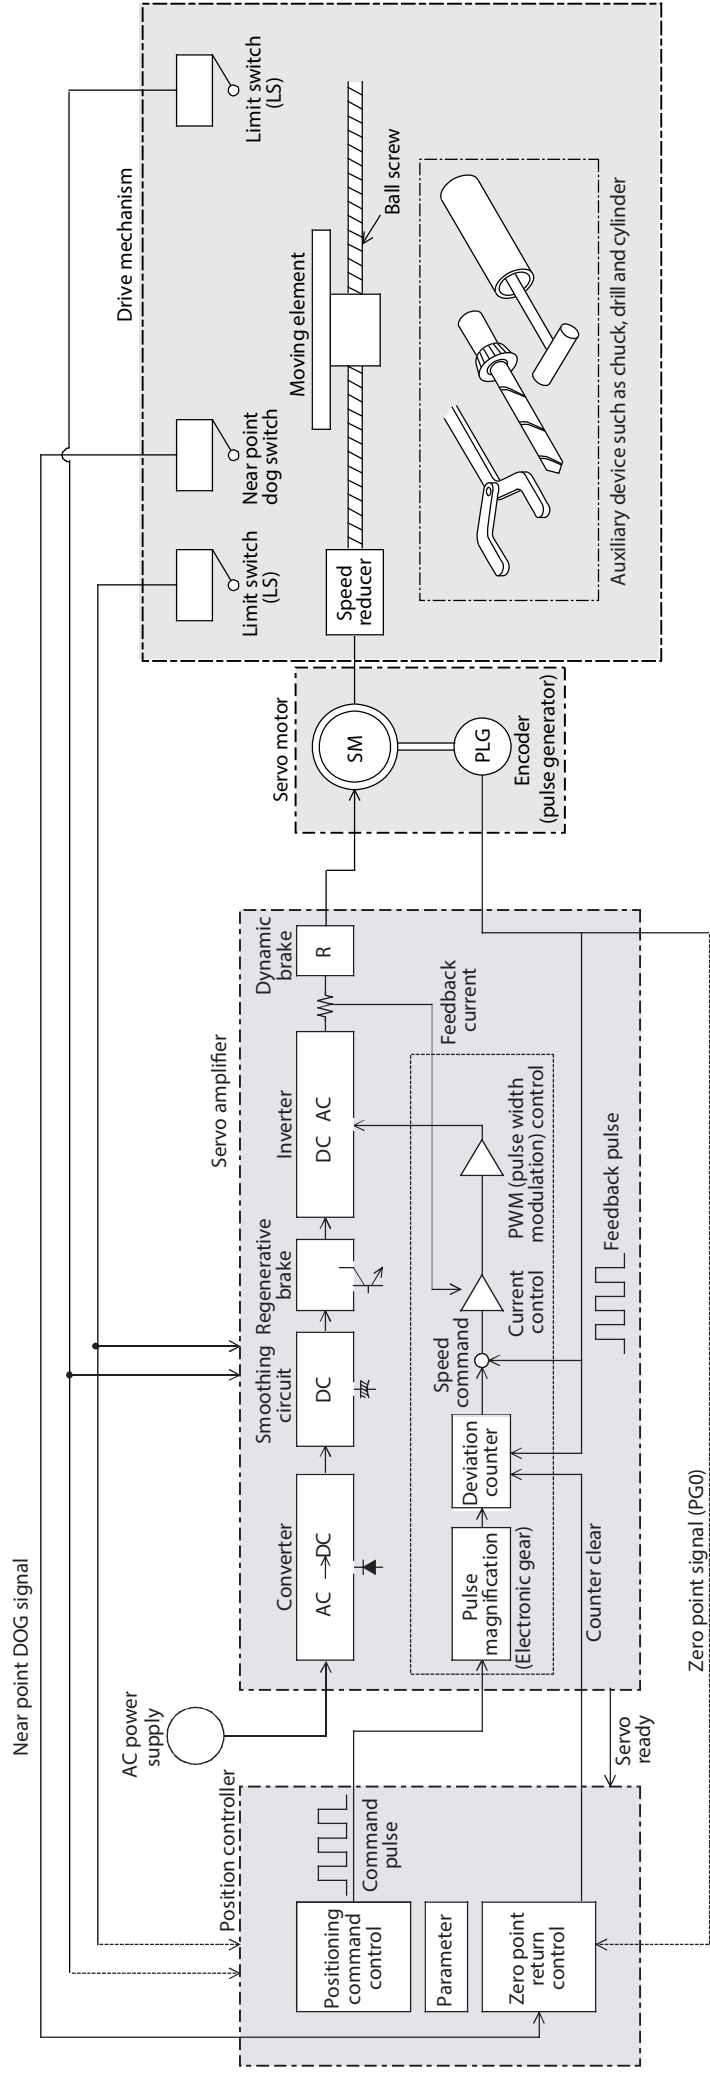 Near point DOG signal
AC power
supply
Position controller
Positioning
command
control
Command
pulse
Parameter
Zero point
return
control
Servo
ready
Servo amplifier
Converter
AC DC
Smoothing
circuit
DC
Regenerative
brake
Inverter
DC AC
Dynamic
brake
R
Feedback
current
Pulse
magnification
(Electronic gear)
Deviation
counter
Speed
command
Current
control
PWM (pulse width
modulation) control
Counter clear
Feedback pulse
Zero point signal (PG0)
Servo motor
SM
PLG
Encoder
(pulse generator)
Drive mechanism
Limit switch
(LS)
Near point
dog switch
Limit switch
(LS)
Speed
reducer
Moving element
Ball screw
Auxiliary device such as chuck, drill and cylinder